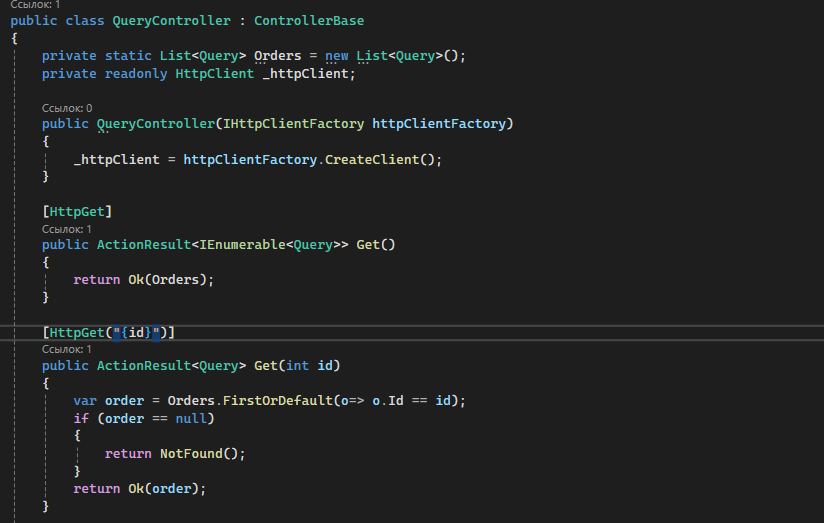 Ссылок: 1
public class QueryController : ControllerBase
{
private static List<Query> Orders = new List<Query>();
private readonly HttpClient _httpClient;
Ссылок: 0
public QueryController(IHttpClientFactory httpClientFactory)
{
_httpClient = httpClientFactory.CreateClient();
}
[HttpGet]
Ссылок: 1
public ActionResult<IEnumerable<Query>> Get()
{
return Ok(Orders);
}
[HttpGet("{id}")]
Ссылок: 1
public ActionResult<Query> Get(int id)
{
var order = Orders.FirstOrDefault(o=> o.Id == id);
if (order == null)
{
return NotFound();
}
return Ok(order);
}